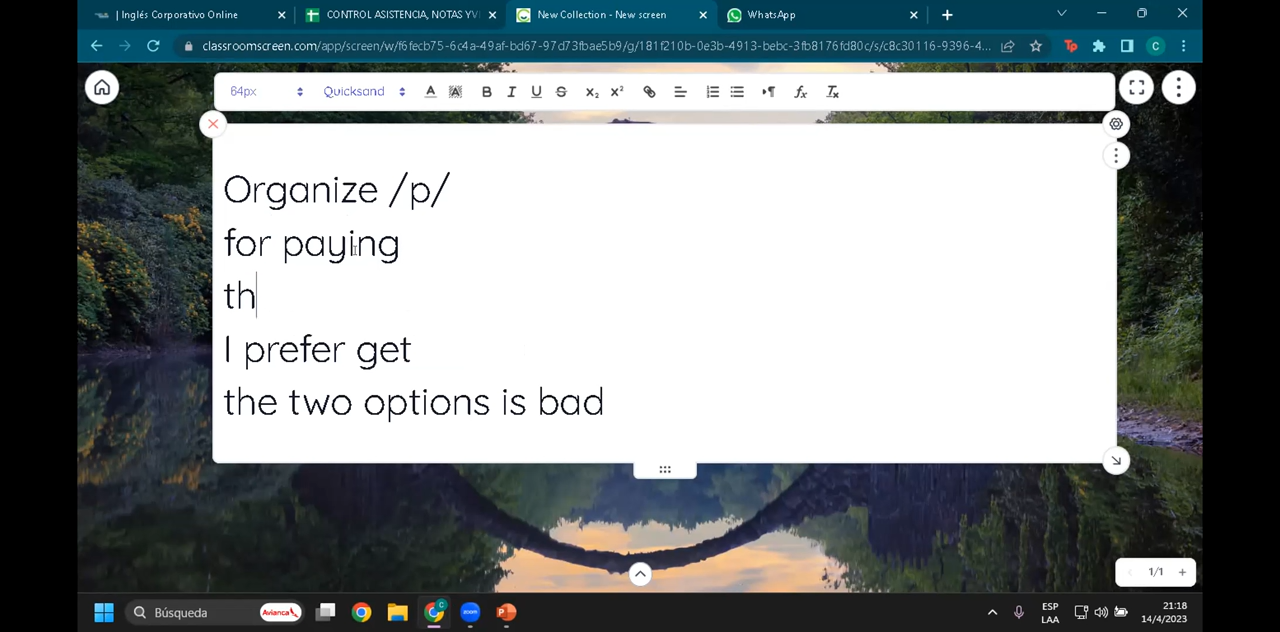 | Inglés Corporativo Online
CONTROL ASISTENCIA, NOTAS YVI
New Collection - New screen
WhatsApp
classroomscreen.com/app/screen/w/f6fecb75-6c4a-49af-bd67-97d73fbae5b9/g/181f210b-0e3b-4913-bebc-3fb8176fd80c/s/c8c30116-9396-4...
64px
Quicksand
Organize /p/
for paying
th
I prefer get
the two options is bad
1/1
Búsqueda
Avianca
zoom
ESP
LAA
21:18
14/4/2023